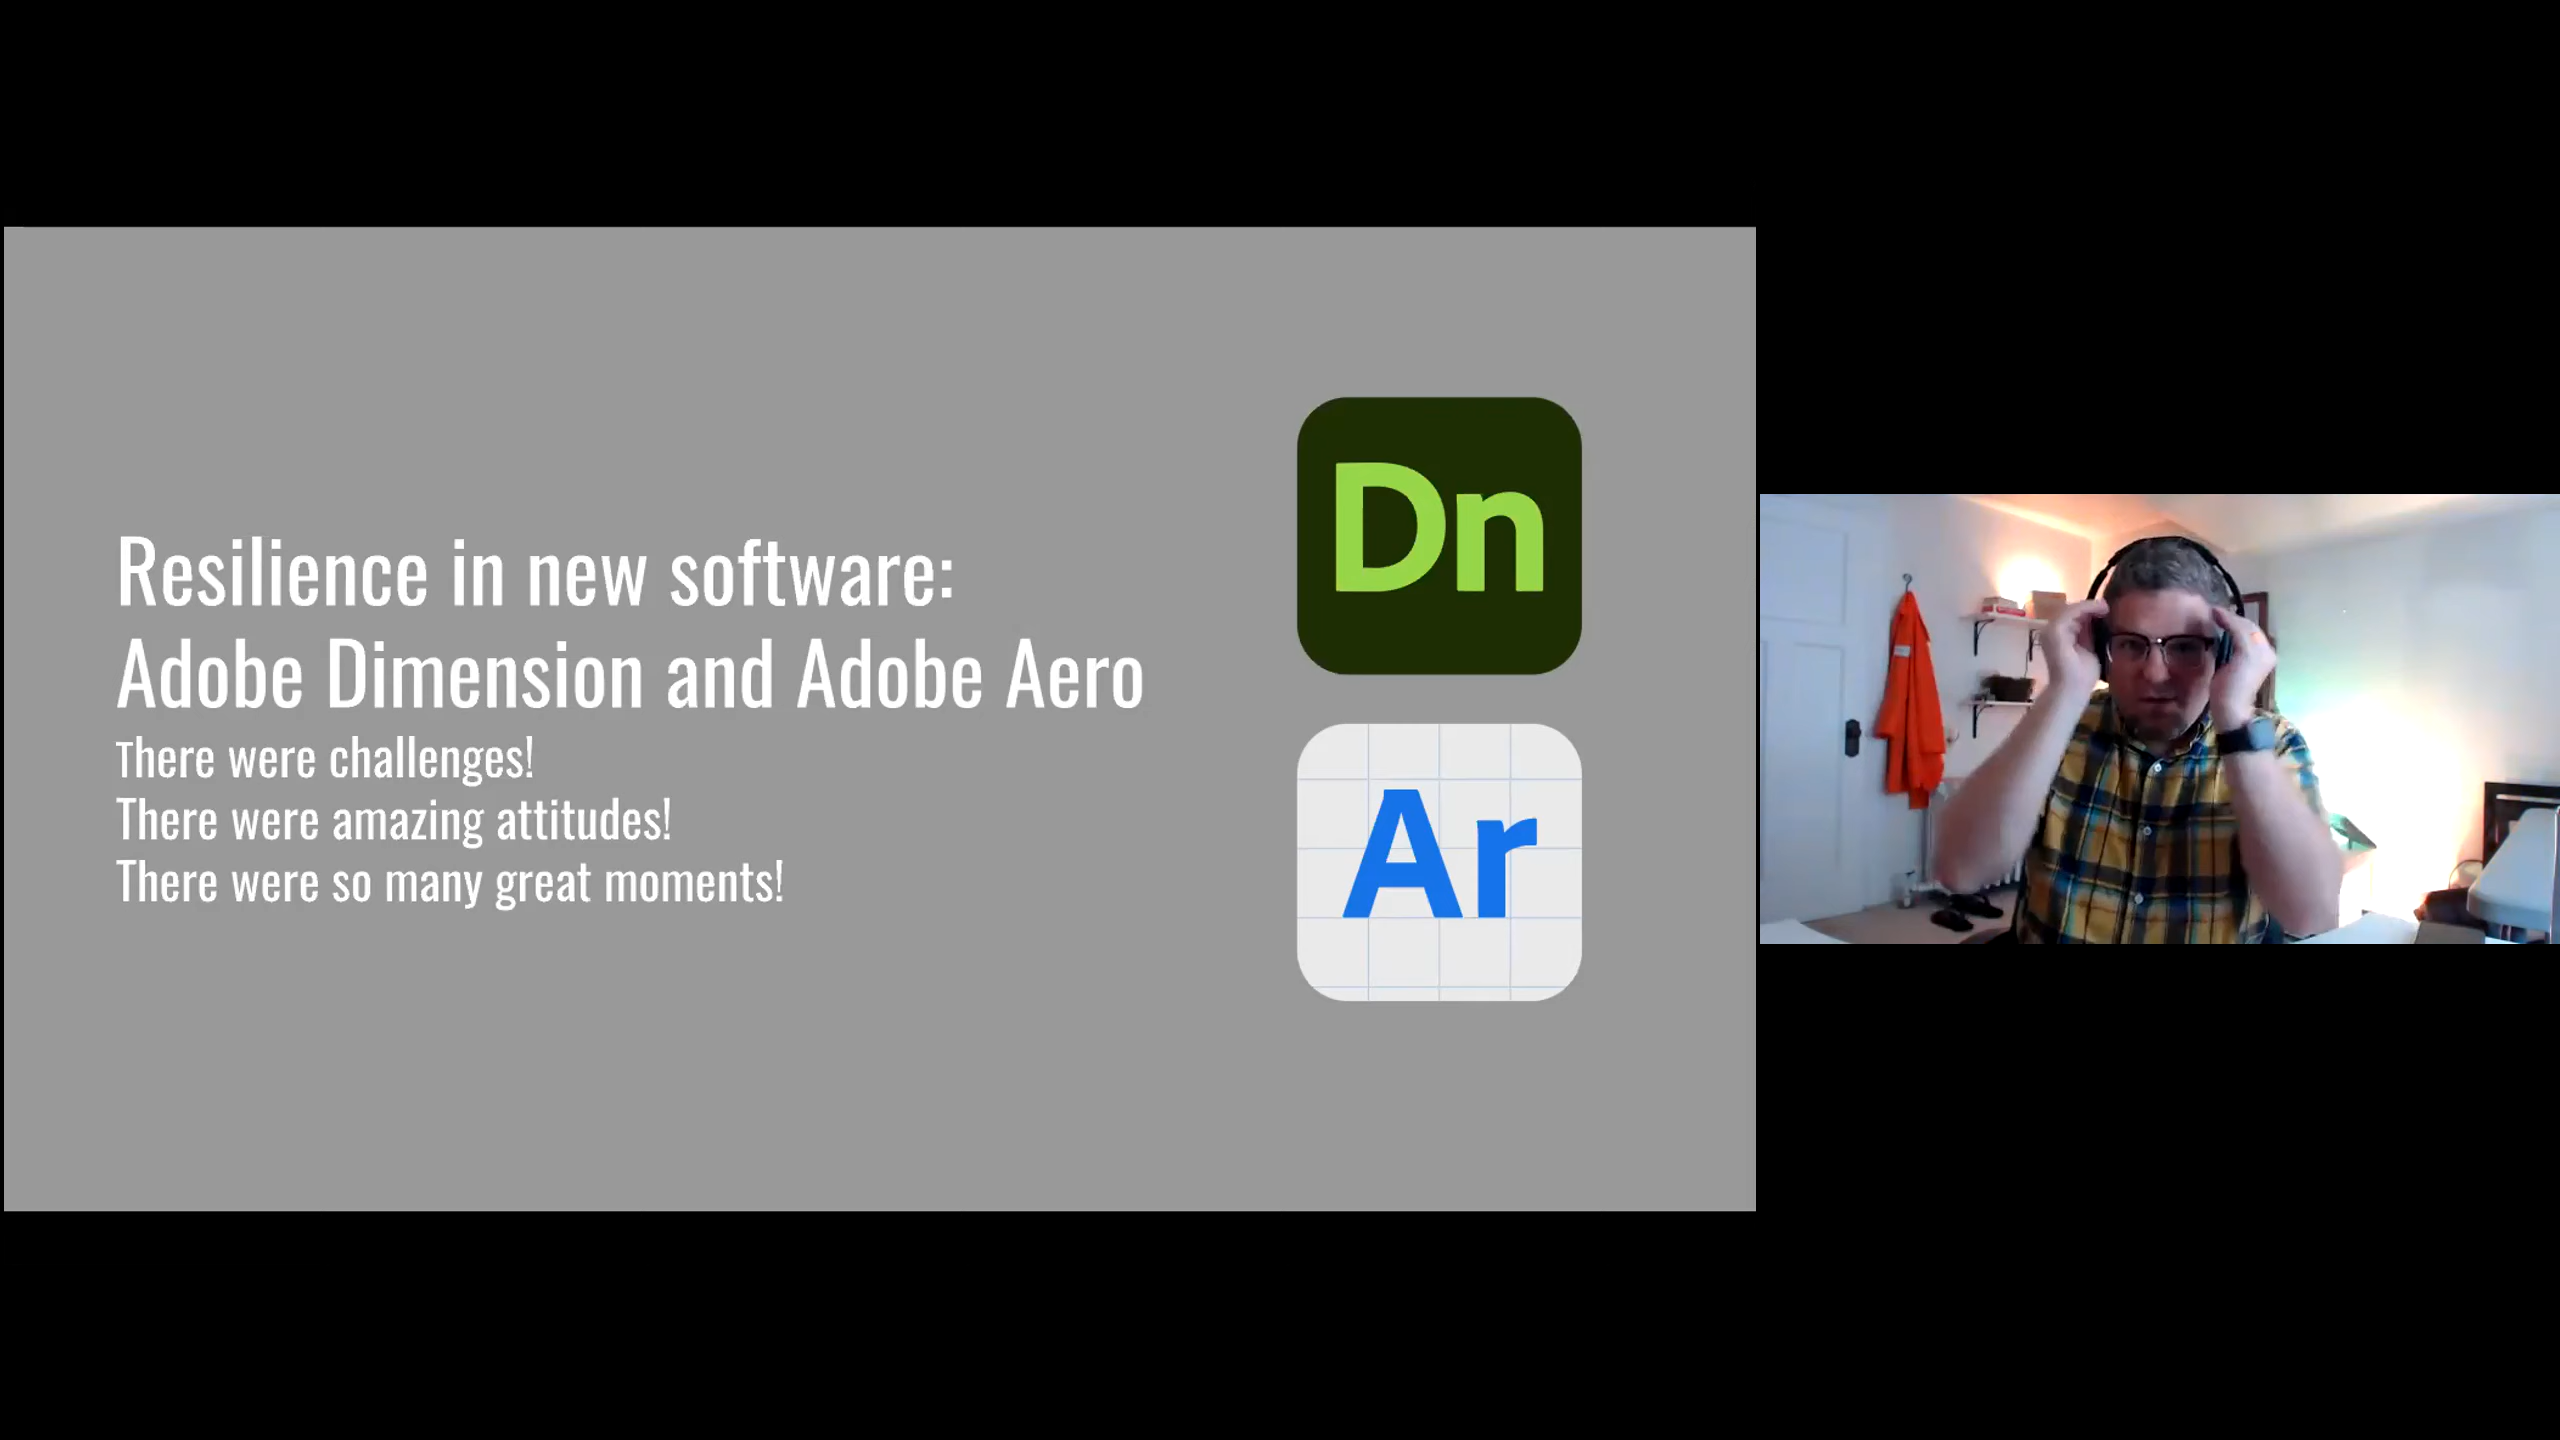 Resilience in new software:
Adobe Dimension and Adobe Aero
There were challenges!
There were amazing attitudes!
There were so many great moments!
Dn
Ar